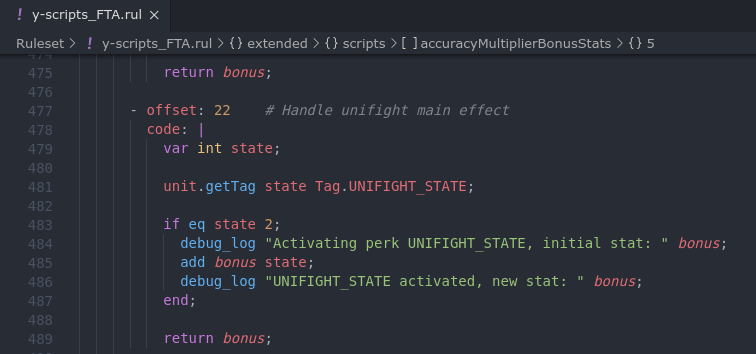 ! y-scripts_FTA.rul ×
Ruleset > ! y-scripts_FTA.rul > {} extended > {} scripts > [ ] accuracyMultiplierBonusStats > {} 5
475 return bonus;
476
477 - offset: 22    # Handle unifight main effect
478 code: |
479 var int state;
480
481 unit.getTag state Tag.UNIFIGHT_STATE;
482
483 if eq state 2;
484 debug_log "Activating perk UNIFIGHT_STATE, initial stat: " bonus;
485 add bonus state;
486 debug_log "UNIFIGHT_STATE activated, new stat: " bonus;
487 end;
488
489 return bonus;